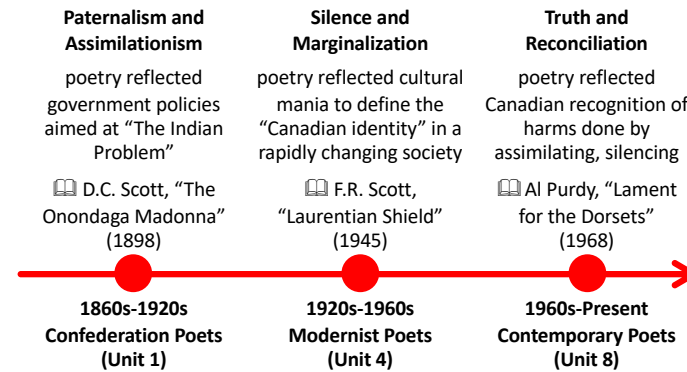 Paternalism and
Assimilationism
poetry reflected
government policies
aimed at “The Indian
Problem”
🕮 D.C. Scott, “The
Onondaga Madonna”
(1898)
Silence and
Marginalization
poetry reflected cultural
mania to define the
“Canadian identity” in a
rapidly changing society
🕮 F.R. Scott,
“Laurentian Shield”
(1945)
Truth and
Reconciliation
poetry reflected
Canadian recognition of
harms done by
assimilating, silencing
🕮 Al Purdy, “Lament
for the Dorsets”
(1968)
1860s-1920s
Confederation Poets
(Unit 1)
1920s-1960s
Modernist Poets
(Unit 4)
1960s-Present
Contemporary Poets
(Unit 8)